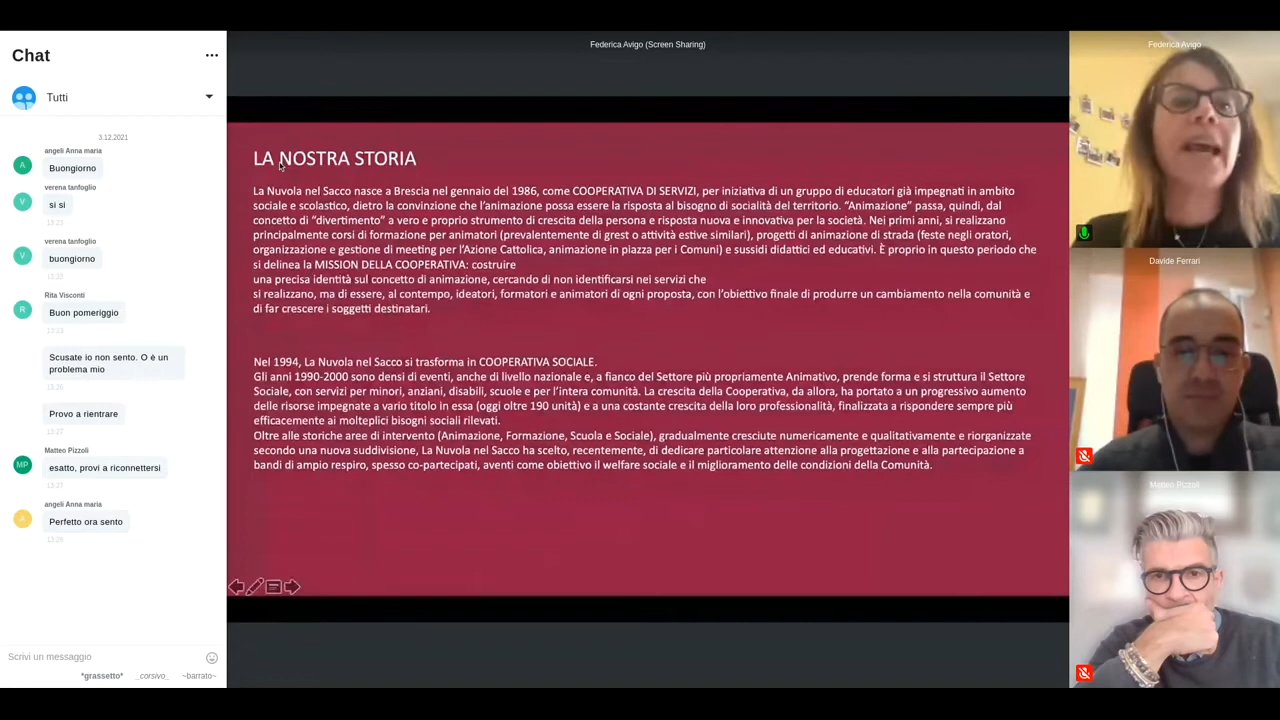 Chat
Tutti
3.12.2021
angeli Anna maria
A
Buongiorno
verena tanfoglio
V
si si
13:23
verena tanfoglio
V
buongiorno
Rita Visconti
R
Buon pomeriggio
13:23
Scusate io non sento. O è un
problema mio
13:26
Provo a rientrare
13:27
Matteo Pizzoli
MP
esatto, provi a riconnettersi
13:27
angeli Anna maria
A
Perfetto ora sento
Scrivi un messaggio
*grassetto* _corsivo_ ~barrato~
Federica Avigo (Screen Sharing)
LA NOSTRA STORIA
La Nuvola nel Sacco nasce a Brescia nel gennaio del 1986, come COOPERATIVA DI SERVIZI, per iniziativa di un gruppo di educatori già impegnati in ambito
sociale e scolastico, dietro la convinzione che l’animazione possa essere la risposta al bisogno di socialità del territorio. “Animazione” passa, quindi, dal
concetto di “divertimento” a vero e proprio strumento di crescita della persona e risposta nuova e innovativa per la società. Nei primi anni, si realizzano
principalmente corsi di formazione per animatori (prevalentemente di grest o attività estive similari), progetti di animazione di strada (feste negli oratori,
organizzazione e gestione di meeting per l’Azione Cattolica, animazione in piazza per i Comuni) e sussidi didattici ed educativi. È proprio in questo periodo che
si delinea la MISSION DELLA COOPERATIVA: costruire
una precisa identità sul concetto di animazione, cercando di non identificarsi nei servizi che
si realizzano, ma di essere, al contempo, ideatori, formatori e animatori di ogni proposta, con l’obiettivo finale di produrre un cambiamento nella comunità e
di far crescere i soggetti destinatari.
Nel 1994, La Nuvola nel Sacco si trasforma in COOPERATIVA SOCIALE.
Gli anni 1990-2000 sono densi di eventi, anche di livello nazionale e, a fianco del Settore più propriamente Animativo, prende forma e si struttura il Settore
Sociale, con servizi per minori, anziani, disabili, scuole e per l’intera comunità. La crescita della Cooperativa, da allora, ha portato a un progressivo aumento
delle risorse impegnate a vario titolo in essa (oggi oltre 190 unità) e a una costante crescita della loro professionalità, finalizzata a rispondere sempre più
efficacemente ai molteplici bisogni sociali rilevati.
Oltre alle storiche aree di intervento (Animazione, Formazione, Scuola e Sociale), gradualmente cresciute numericamente e qualitativamente e riorganizzate
secondo una nuova suddivisione, La Nuvola nel Sacco ha scelto, recentemente, di dedicare particolare attenzione alla progettazione e alla partecipazione a
bandi di ampio respiro, spesso co-partecipati, aventi come obiettivo il welfare sociale e il miglioramento delle condizioni della Comunità.
Federica Avigo
Davide Ferrari
Matteo Pizzoli